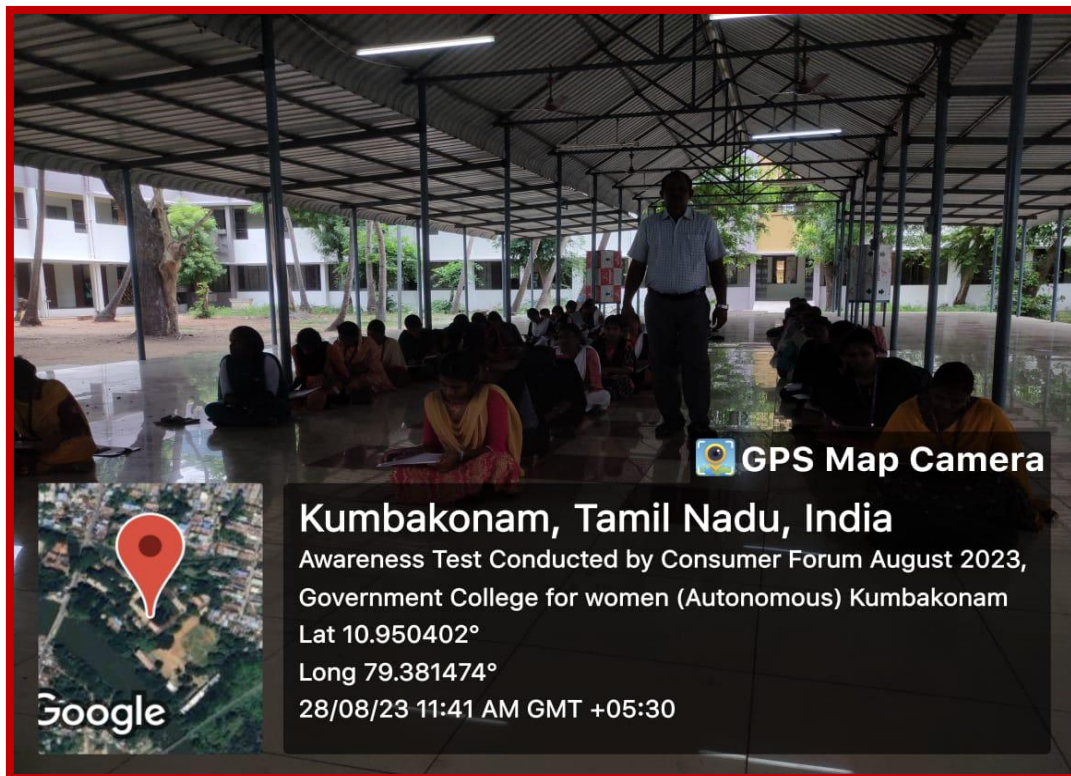 GPS Map Camera
Kumbakonam, Tamil Nadu, India
Awareness Test Conducted by Consumer Forum August 2023,
Government College for women (Autonomous) Kumbakonam
Lat 10.950402°
Long 79.381474°
28/08/23 11:41 AM GMT +05:30
Google